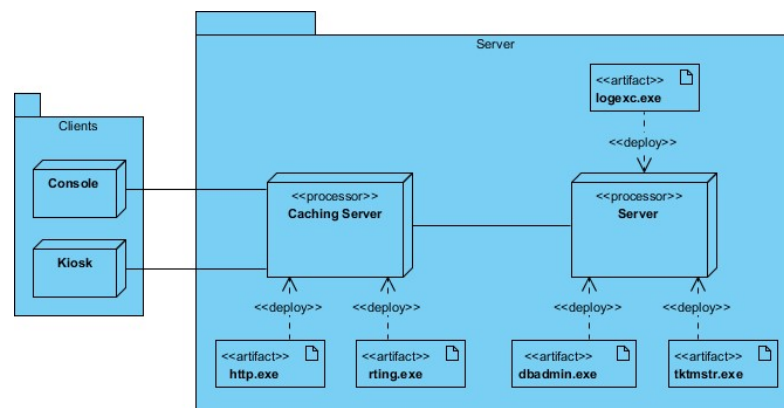 Server
<<artifact>>
logexc.exe
<<deploy>>
Clients
Console
Kiosk
<<processor>>
Caching Server
<<processor>>
Server
<<deploy>>
<<deploy>>
<<deploy>>
<<deploy>>
<<artifact>>
http.exe
<<artifact>>
rting.exe
<<artifact>>
dbadmin.exe
<<artifact>>
tktmstr.exe